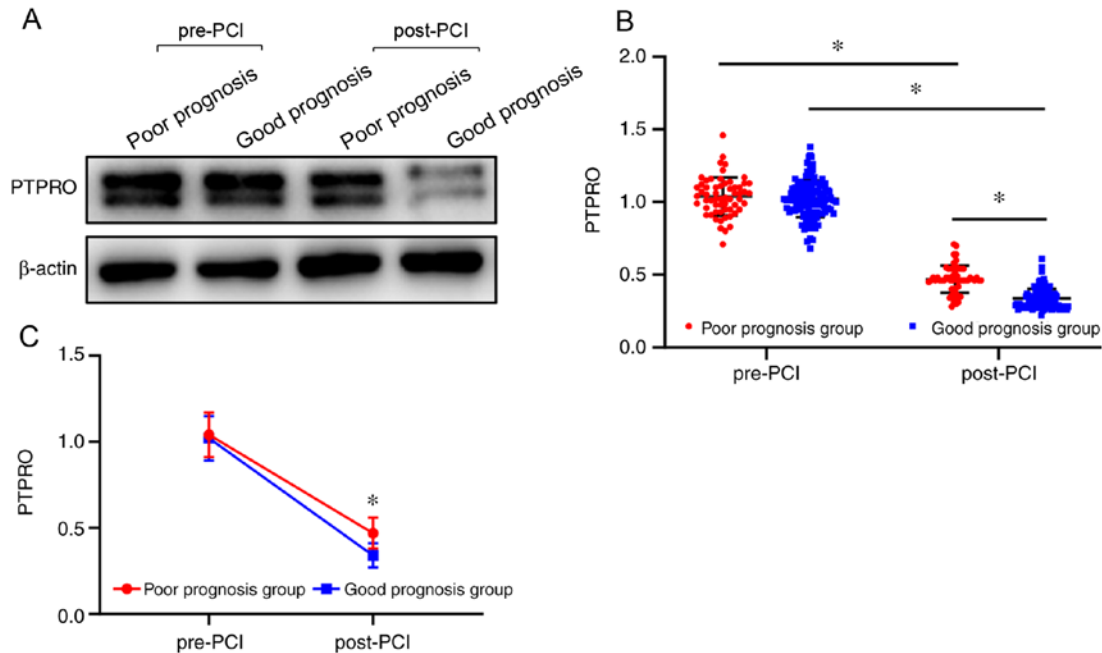 A
pre-PCI
post-PCI
Poor prognosis
Good prognosis
Poor prognosis
Good prognosis
PTPRO
β-actin
B
2.0
1.5
1.0
0.5
0.0
PTPRO
*
*
*
Poor prognosis group
Good prognosis group
pre-PCI
post-PCI
C
1.5
1.0
0.5
0.0
PTPRO
*
Poor prognosis group
Good prognosis group
pre-PCI
post-PCI